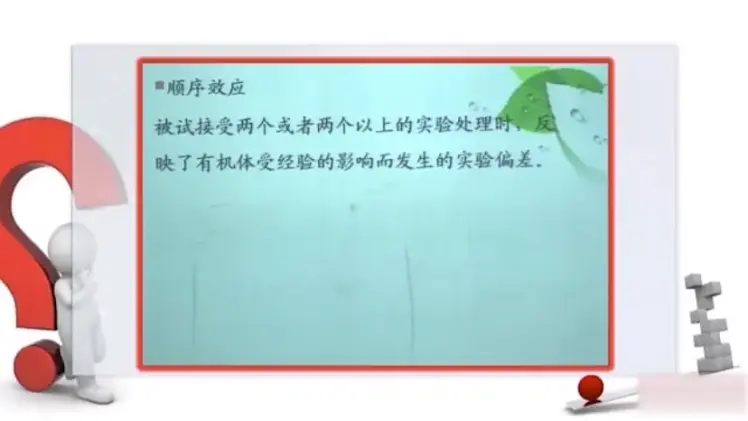 顺序效应
被试接受两个或者两个以上的实验处理时，反
映了有机体受经验的影响而发生的实验偏差．